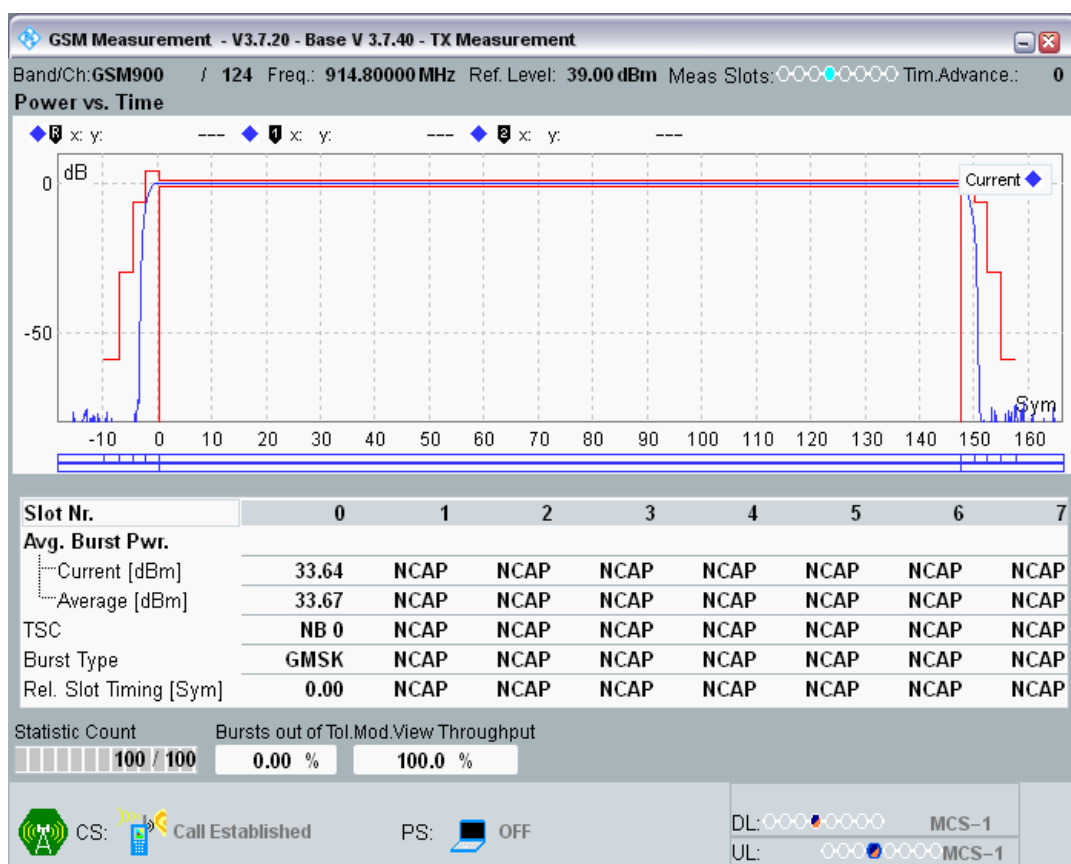 GSM Measurement - V3.7.20 - Base V 3.7.40 - TX Measurement
Band/Ch:GSM900 / 124 Freq.: 914.80000 MHz Ref. Level: 39.00 dBm Meas Slots: Tim.Advance.: 0
Power vs. Time
R x: y: --- 1 x: y: --- 2 x: y: ---
dB
Current
0
-50
Sym
-10 0 10 20 30 40 50 60 70 80 90 100 110 120 130 140 150 160
Slot Nr. 0 1 2 3 4 5 6 7
Avg. Burst Pwr.
Current [dBm] 33.64 NCAP NCAP NCAP NCAP NCAP NCAP NCAP
Average [dBm] 33.67 NCAP NCAP NCAP NCAP NCAP NCAP NCAP
TSC NB 0 NCAP NCAP NCAP NCAP NCAP NCAP NCAP
Burst Type GMSK NCAP NCAP NCAP NCAP NCAP NCAP NCAP
Rel. Slot Timing [Sym] 0.00 NCAP NCAP NCAP NCAP NCAP NCAP NCAP
Statistic Count Bursts out of Tol.Mod.View Throughput
100 / 100 0.00 % 100.0 %
CS: Call Established PS: OFF
DL: MCS-1
UL: MCS-1